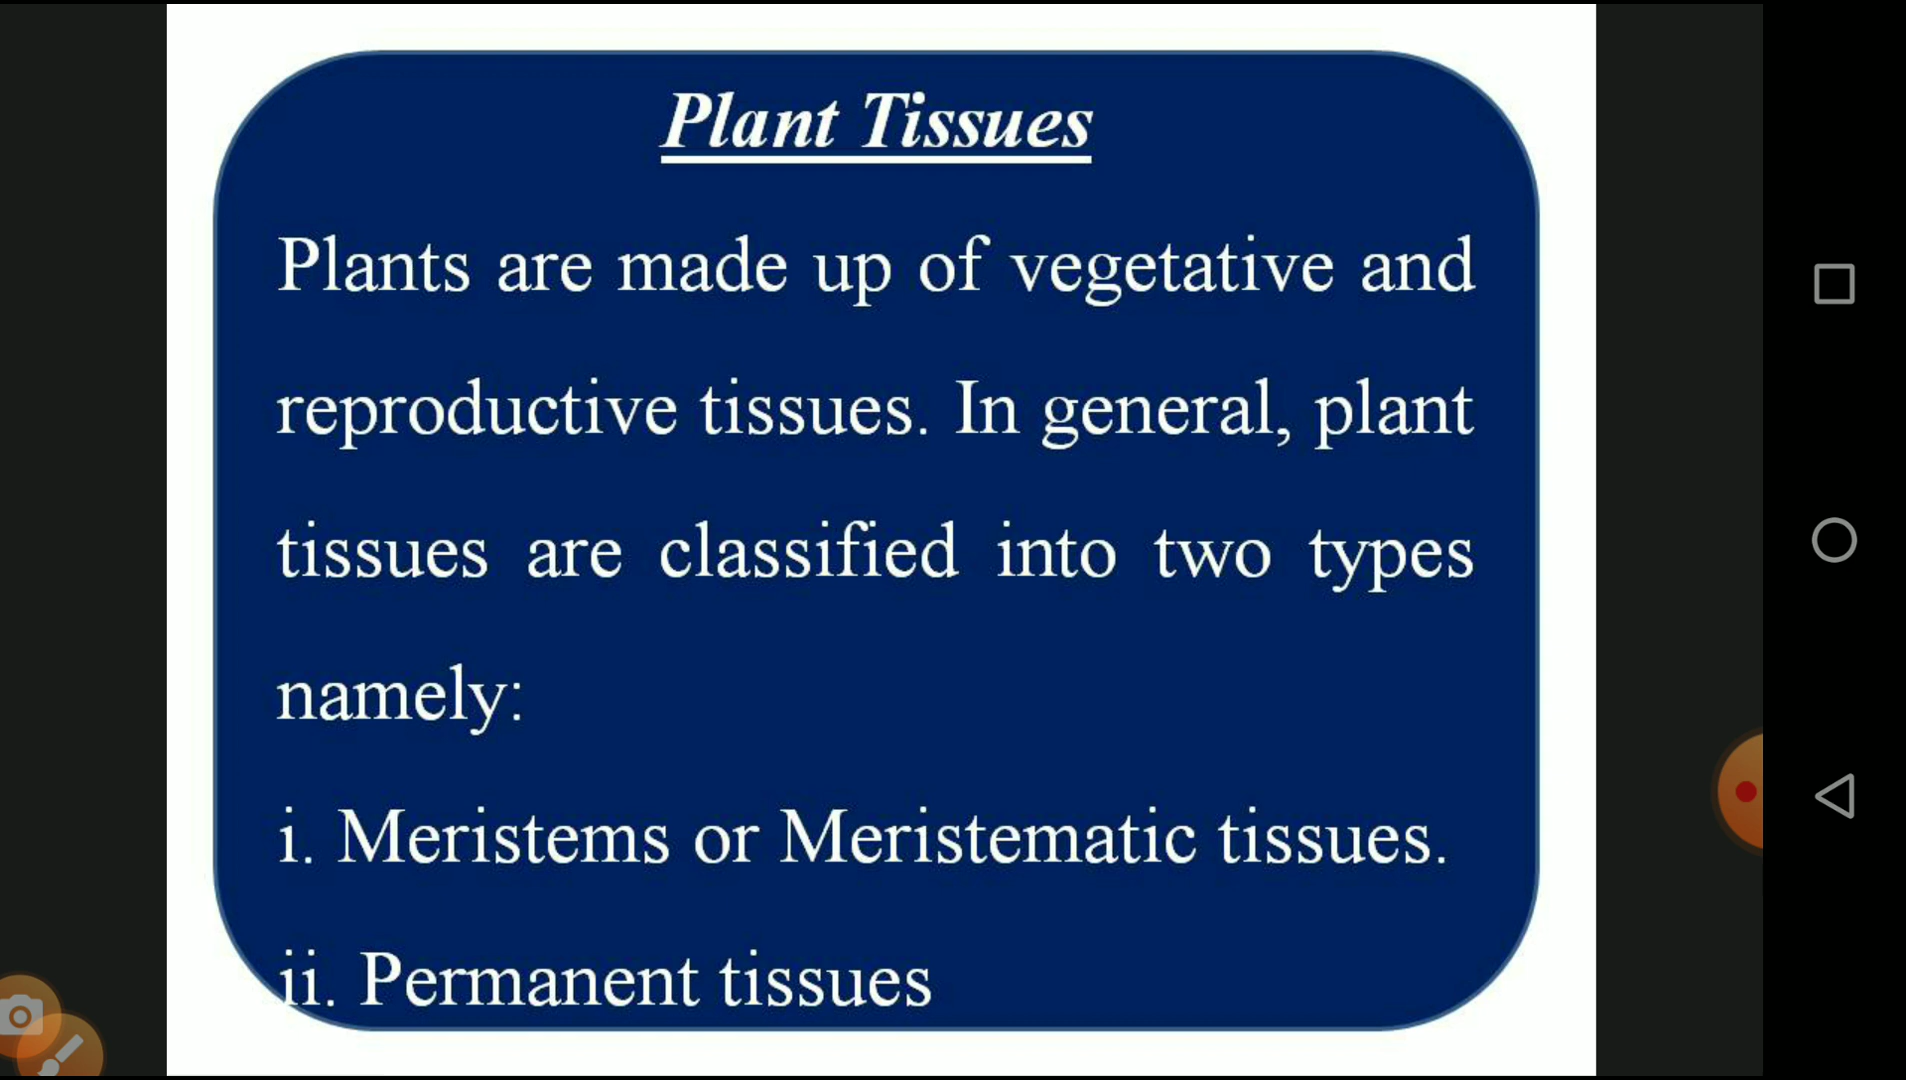 Plant Tissues
Plants are made up of vegetative and
reproductive tissues. In general, plant
tissues are classified into two types
namely:
i. Meristems or Meristematic tissues.
ii. Permanent tissues